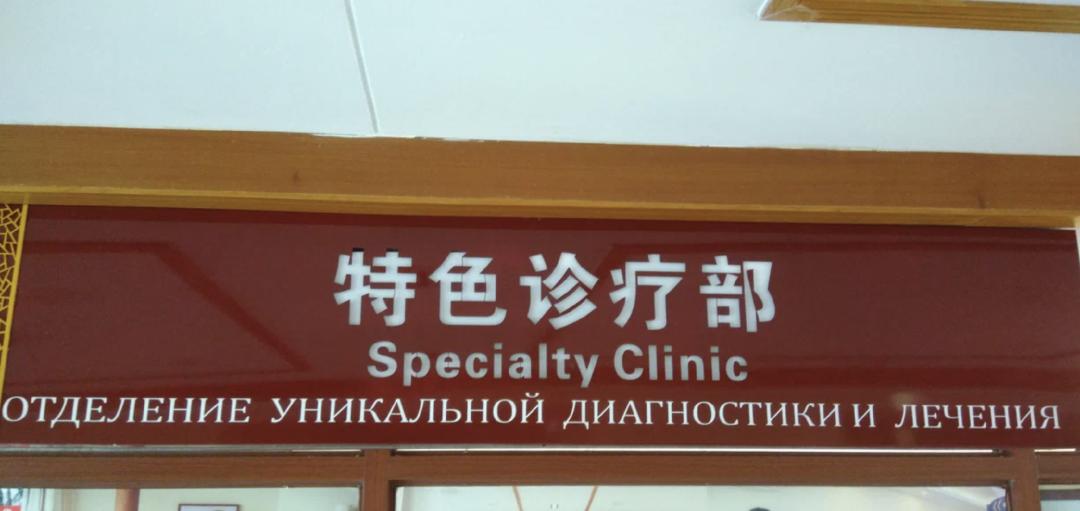 特色诊疗部
Specialty Clinic
ОТДЕЛЕНИЕ УНИКАЛЬНОЙ ДИАГНОСТИКИ И ЛЕЧЕНИЯ